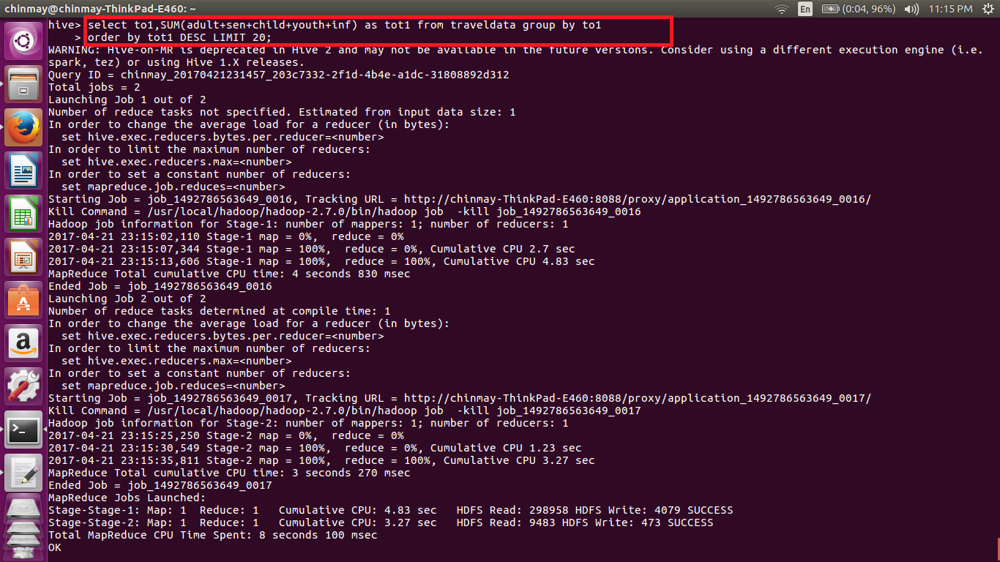 chinmay@chinmay-ThinkPad-E460: ~
En
(0:04, 96%)
11:15 PM
hive> select to1,SUM(adult+sen+child+youth+inf) as tot1 from traveldata group by to1
    > order by tot1 DESC LIMIT 20;
WARNING: Hive-on-MR is deprecated in Hive 2 and may not be available in the future versions. Consider using a different execution engine (i.e.
spark, tez) or using Hive 1.X releases.
Query ID = chinmay_20170421231457_203c7332-2f1d-4b4e-a1dc-31808892d312
Total jobs = 2
Launching Job 1 out of 2
Number of reduce tasks not specified. Estimated from input data size: 1
In order to change the average load for a reducer (in bytes):
  set hive.exec.reducers.bytes.per.reducer=<number>
In order to limit the maximum number of reducers:
  set hive.exec.reducers.max=<number>
In order to set a constant number of reducers:
  set mapreduce.job.reduces=<number>
Starting Job = job_1492786563649_0016, Tracking URL = http://chinmay-ThinkPad-E460:8088/proxy/application_1492786563649_0016/
Kill Command = /usr/local/hadoop/hadoop-2.7.0/bin/hadoop job  -kill job_1492786563649_0016
Hadoop job information for Stage-1: number of mappers: 1; number of reducers: 1
2017-04-21 23:15:02,110 Stage-1 map = 0%,  reduce = 0%
2017-04-21 23:15:07,344 Stage-1 map = 100%,  reduce = 0%, Cumulative CPU 2.7 sec
2017-04-21 23:15:13,606 Stage-1 map = 100%,  reduce = 100%, Cumulative CPU 4.83 sec
MapReduce Total cumulative CPU time: 4 seconds 830 msec
Ended Job = job_1492786563649_0016
Launching Job 2 out of 2
Number of reduce tasks determined at compile time: 1
In order to change the average load for a reducer (in bytes):
  set hive.exec.reducers.bytes.per.reducer=<number>
In order to limit the maximum number of reducers:
  set hive.exec.reducers.max=<number>
In order to set a constant number of reducers:
  set mapreduce.job.reduces=<number>
Starting Job = job_1492786563649_0017, Tracking URL = http://chinmay-ThinkPad-E460:8088/proxy/application_1492786563649_0017/
Kill Command = /usr/local/hadoop/hadoop-2.7.0/bin/hadoop job  -kill job_1492786563649_0017
Hadoop job information for Stage-2: number of mappers: 1; number of reducers: 1
2017-04-21 23:15:25,250 Stage-2 map = 0%,  reduce = 0%
2017-04-21 23:15:30,549 Stage-2 map = 100%,  reduce = 0%, Cumulative CPU 1.23 sec
2017-04-21 23:15:35,811 Stage-2 map = 100%,  reduce = 100%, Cumulative CPU 3.27 sec
MapReduce Total cumulative CPU time: 3 seconds 270 msec
Ended Job = job_1492786563649_0017
MapReduce Jobs Launched:
Stage-Stage-1: Map: 1  Reduce: 1   Cumulative CPU: 4.83 sec   HDFS Read: 298958 HDFS Write: 4079 SUCCESS
Stage-Stage-2: Map: 1  Reduce: 1   Cumulative CPU: 3.27 sec   HDFS Read: 9483 HDFS Write: 473 SUCCESS
Total MapReduce CPU Time Spent: 8 seconds 100 msec
OK